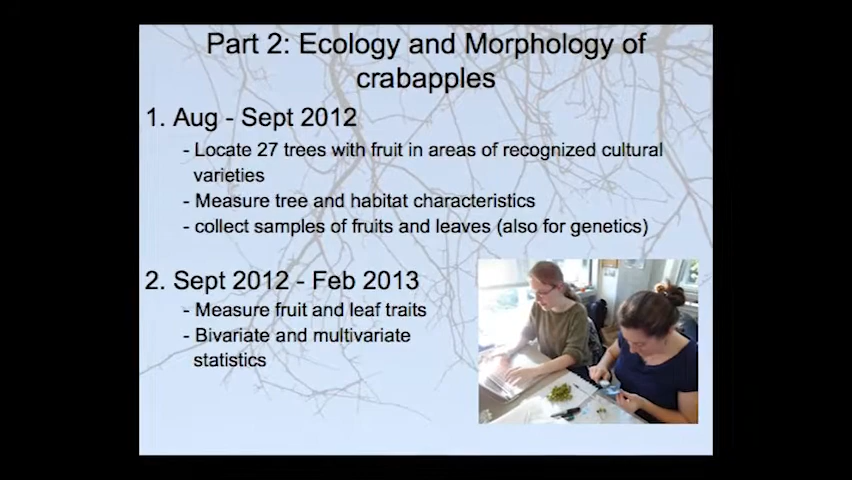 Part 2: Ecology and Morphology of
crabapples
1. Aug - Sept 2012
- Locate 27 trees with fruit in areas of recognized cultural
varieties
- Measure tree and habitat characteristics
- collect samples of fruits and leaves (also for genetics)
2. Sept 2012 - Feb 2013
- Measure fruit and leaf traits
- Bivariate and multivariate
statistics